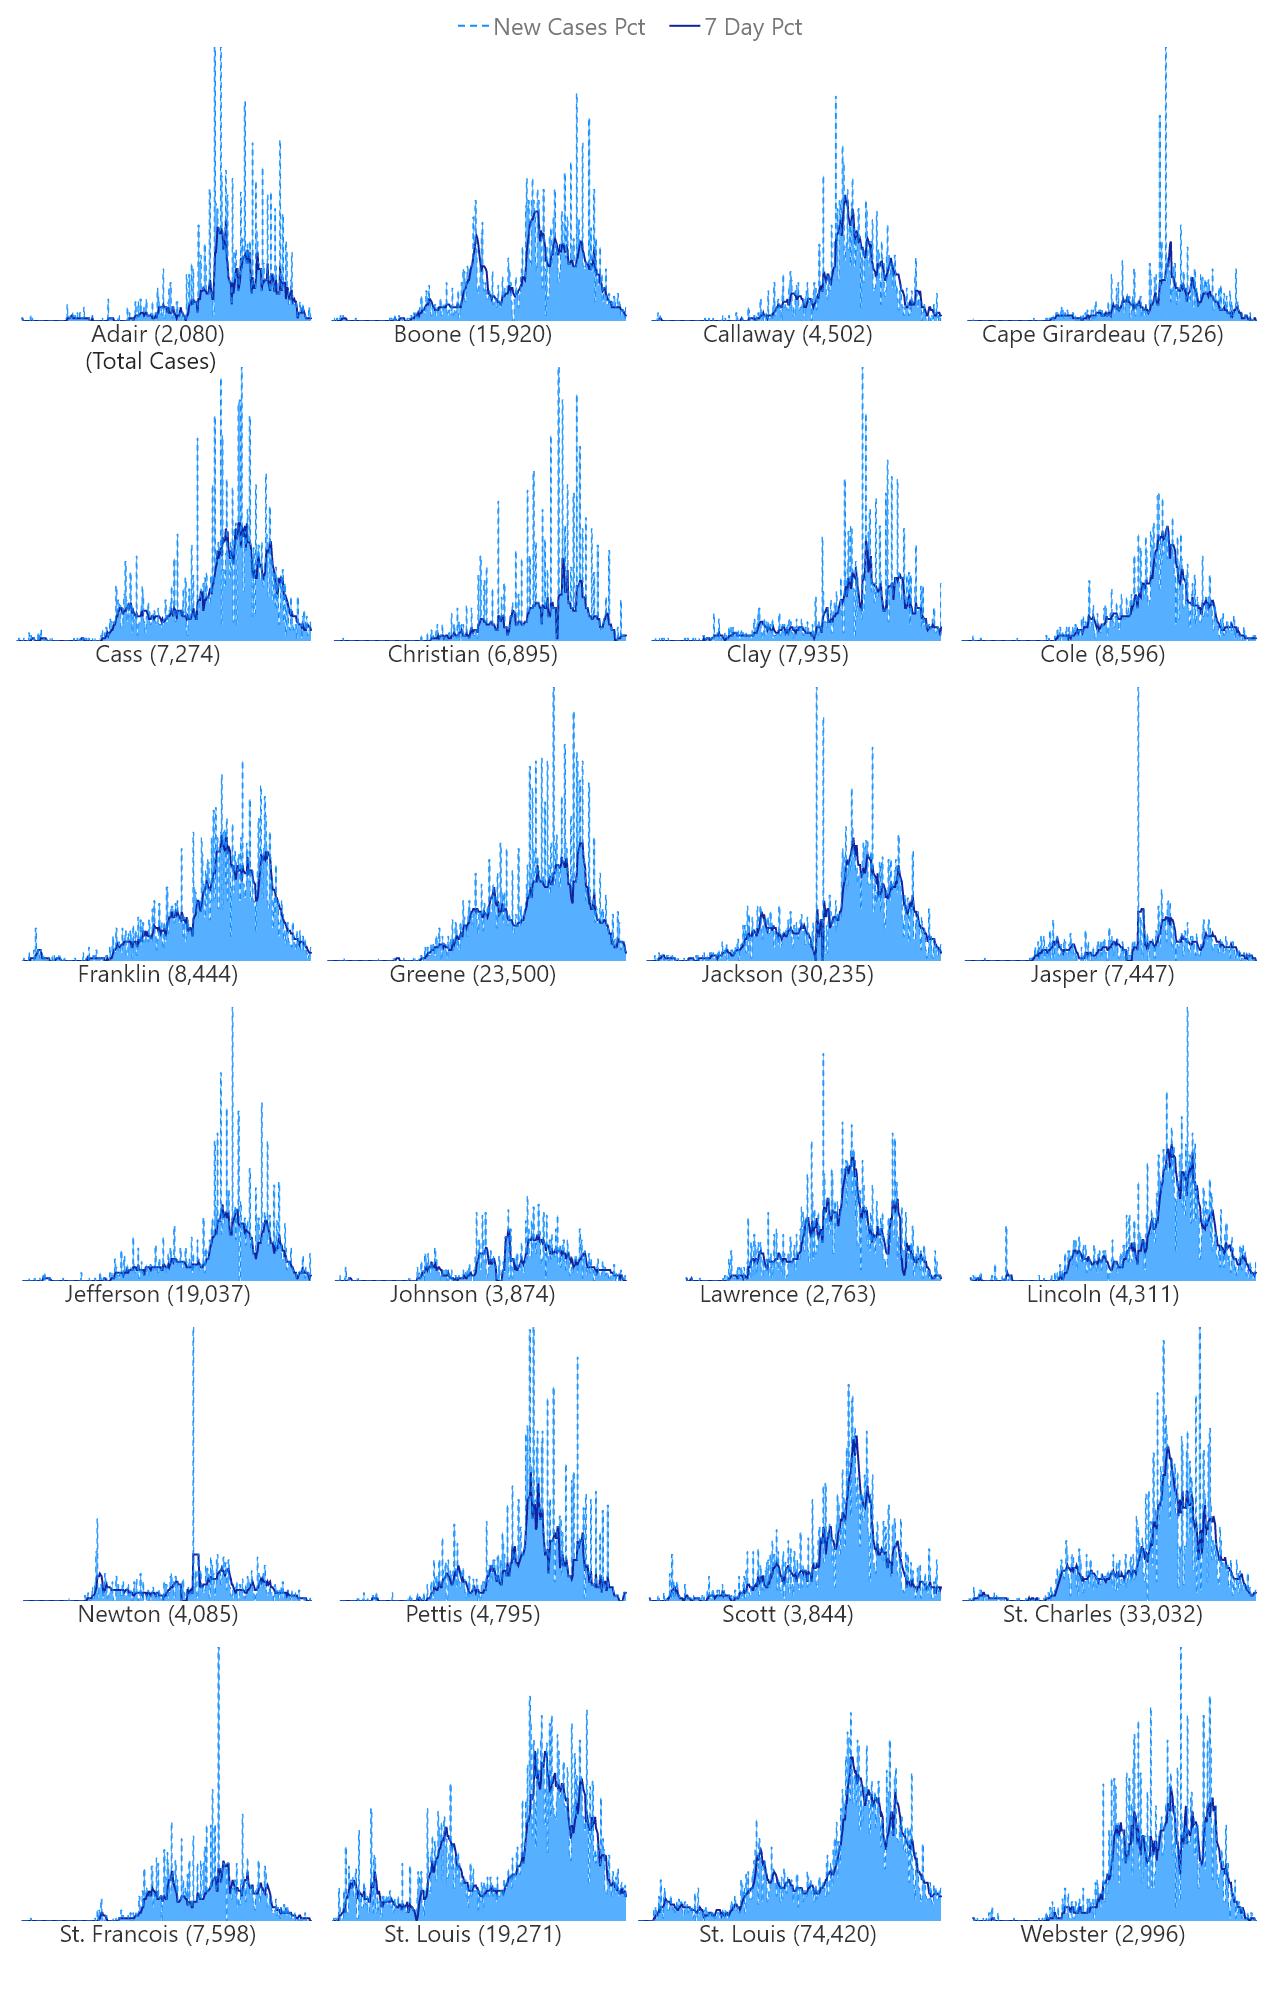 New Cases Pct 7 Day Pct
Adair (2,080) Boone (15,920) Callaway (4,502) Cape Girardeau (7,526)
(Total Cases)
Cass (7,274) Christian (6,895) Clay (7,935) Cole (8,596)
Franklin (8,444) Greene (23,500) Jackson (30,235) Jasper (7,447)
Jefferson (19,037) Johnson (3,874) Lawrence (2,763) Lincoln (4,311)
Newton (4,085) Pettis (4,795) Scott (3,844) St. Charles (33,032)
St. Francois (7,598) St. Louis (19,271) St. Louis (74,420) Webster (2,996)